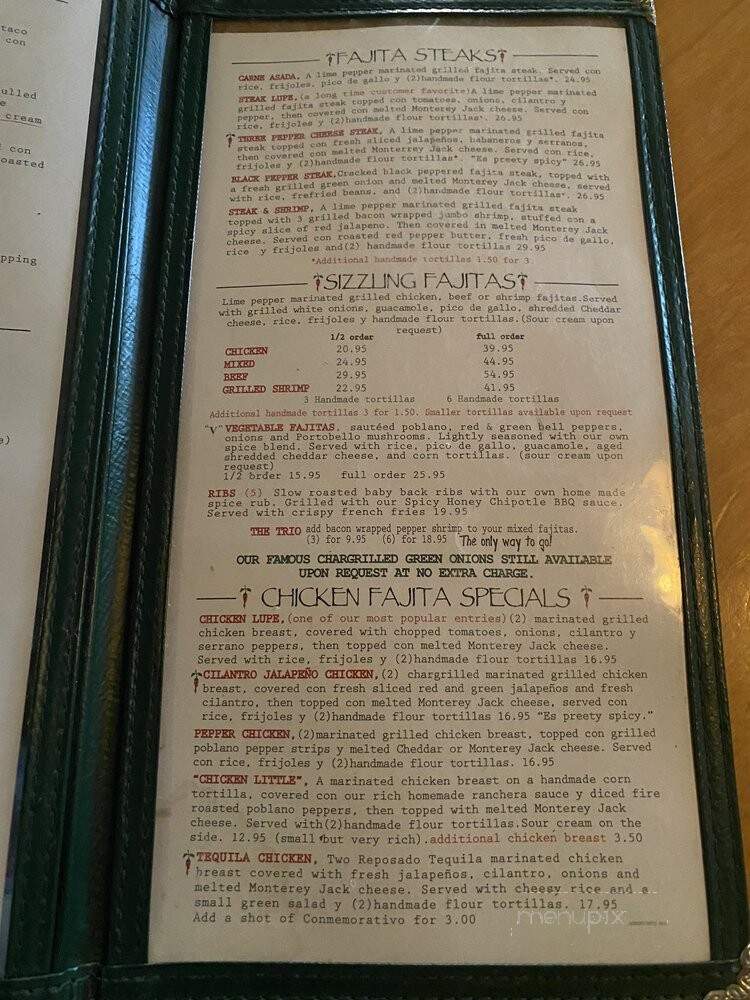 taco
con
ulled
e
cream
con
oasted
pping
e)
FAJITA STEAKS
CARNE ASADA, A lime pepper marinated grilled fajita steak. Served con
rice, frijoles, pico de gallo y (2)handmade flour tortillas*. 24.95
STEAK LUPE,(a long time customer favorite)A lime pepper marinated
grilled fajita steak topped con tomatoes, onions, cilantro y
pepper, then covered con melted Monterey Jack cheese. Served con
rice, frijoles y (2)handmade flour tortillas*. 26.95
THREE PEPPER CHEESE STEAK, A lime pepper marinated grilled fajita
steak topped con fresh sliced jalapeños, habaneros y serranos,
then covered con melted Monterrey Jack cheese. Served con rice,
frijoles y (2)handmade flour tortillas*. "Es preety spicy" 26.95
BLACK PEPPER STEAK,Cracked black peppered fajita steak, topped with
a fresh grilled green onion and melted Monterey Jack cheese, served
with rice, frefried beans, and (2)handmade flour tortillas*. 26.95
STEAK & SHRIMP, A lime pepper marinated grilled fajita steak
topped with 3 grilled bacon wrapped jumbo shrimp, stuffed con a
spicy slice of red jalapeno. Then covered in melted Monterey Jack
cheese. Served con roasted red pepper butter, fresh pico de gallo,
rice y frijoles and(2) handmade flour tortillas 29.95
*Additional handmade tortillas 1.50 for 3
SIZZLING FAJITAS
Lime pepper marinated grilled chicken, beef or shrimp fajitas.Served
with grilled white onions, guacamole, pico de gallo, shredded Cheddar
cheese, rice, frijoles y handmade flour tortillas.(Sour cream upon
request)
1/2 order full order
CHICKEN 20.95 39.95
MIXED 24.95 44.95
BEEF 29.95 54.95
GRILLED SHRIMP 22.95 41.95
3 Handmade tortillas 6 Handmade tortillas
Additional handmade tortillas 3 for 1.50. Smaller tortillas available upon request
"V"VEGETABLE FAJITAS. sautéed poblano, red & green bell peppers,
onions and Portobello mushrooms. Lightly seasoned with our own
spice blend. Served with rice, pico de gallo, guacamole, aged
shredded cheddar cheese, and corn tortillas. (sour cream upon
request)
1/2 order 15.95 full order 25.95
RIBS (5) Slow roasted baby back ribs with our own home made
spice rub. Grilled with our Spicy Honey Chipotle BBQ sauce.
Served with crispy french fries 19.95
THE TRIO add bacon wrapped pepper shrimp to your mixed fajitas.
(3) for 9.95 (6) for 18.95 The only way to go!
OUR FAMOUS CHARGRILLED GREEN ONIONS STILL AVAILABLE
UPON REQUEST AT NO EXTRA CHARGE.
CHICKEN FAJITA SPECIALS
CHICKEN LUPE,(one of our most popular entries)(2) marinated grilled
chicken breast, covered with chopped tomatoes, onions, cilantro y
serrano peppers, then topped con melted Monterey Jack cheese.
Served with rice, frijoles y (2)handmade flour tortillas 16.95
CILANTRO JALAPEÑO CHICKEN,(2) chargrilled marinated grilled chicken
breast, covered con fresh sliced red and green jalapeños and fresh
cilantro, then topped con melted Monterey Jack cheese, served con
rice, frijoles y (2)handmade flour tortillas 16.95 "Es preety spicy."
PEPPER CHICKEN,(2)marinated grilled chicken breast, topped con grilled
poblano pepper strips y melted Cheddar or Monterey Jack cheese. Served
con rice, frijoles y (2)handmade flour tortillas. 16.95
"CHICKEN LITTLE", A marinated chicken breast on a handmade corn
tortilla, covered con our rich homemade ranchera sauce y diced fire
roasted poblano peppers, then topped with melted Monterey Jack
cheese. Served with(2)handmade flour tortillas.Sour cream on the
side. 12.95 (small but very rich).additional chicken breast 3.50
TEQUILA CHICKEN, Two Reposado Tequila marinated chicken
breast covered with fresh jalapeños, cilantro, onions and
melted Monterey Jack cheese. Served with cheesy rice and a
small green salad y (2)handmade flour tortillas. 17.95
Add a shot of Conmemorativo for 3.00
menupix